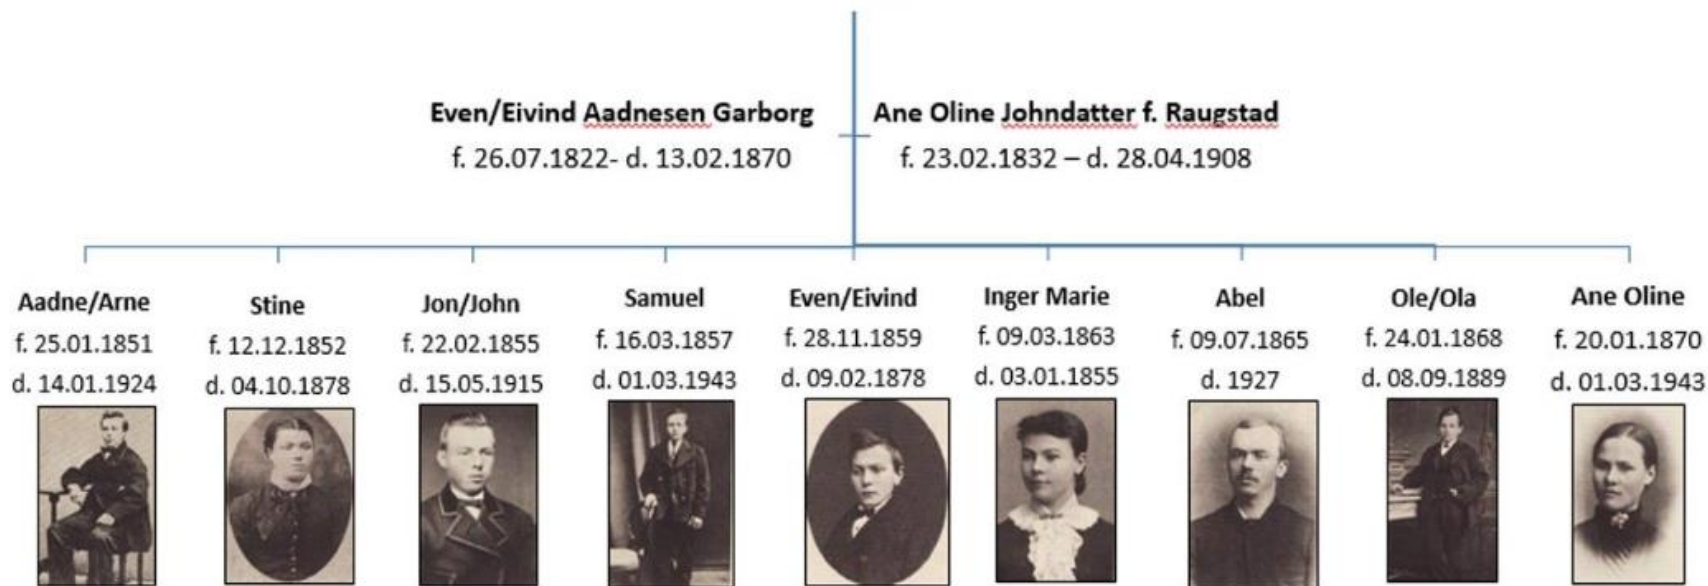 Even/Eivind Aadnesen Garborg
f. 26.07.1822- d. 13.02.1870
Ane Oline Johndatter f. Raugstad
f. 23.02.1832 – d. 28.04.1908
Aadne/Arne
f. 25.01.1851
d. 14.01.1924
Stine
f. 12.12.1852
d. 04.10.1878
Jon/John
f. 22.02.1855
d. 15.05.1915
Samuel
f. 16.03.1857
d. 01.03.1943
Even/Eivind
f. 28.11.1859
d. 09.02.1878
Inger Marie
f. 09.03.1863
d. 03.01.1855
Abel
f. 09.07.1865
d. 1927
Ole/Ola
f. 24.01.1868
d. 08.09.1889
Ane Oline
f. 20.01.1870
d. 01.03.1943